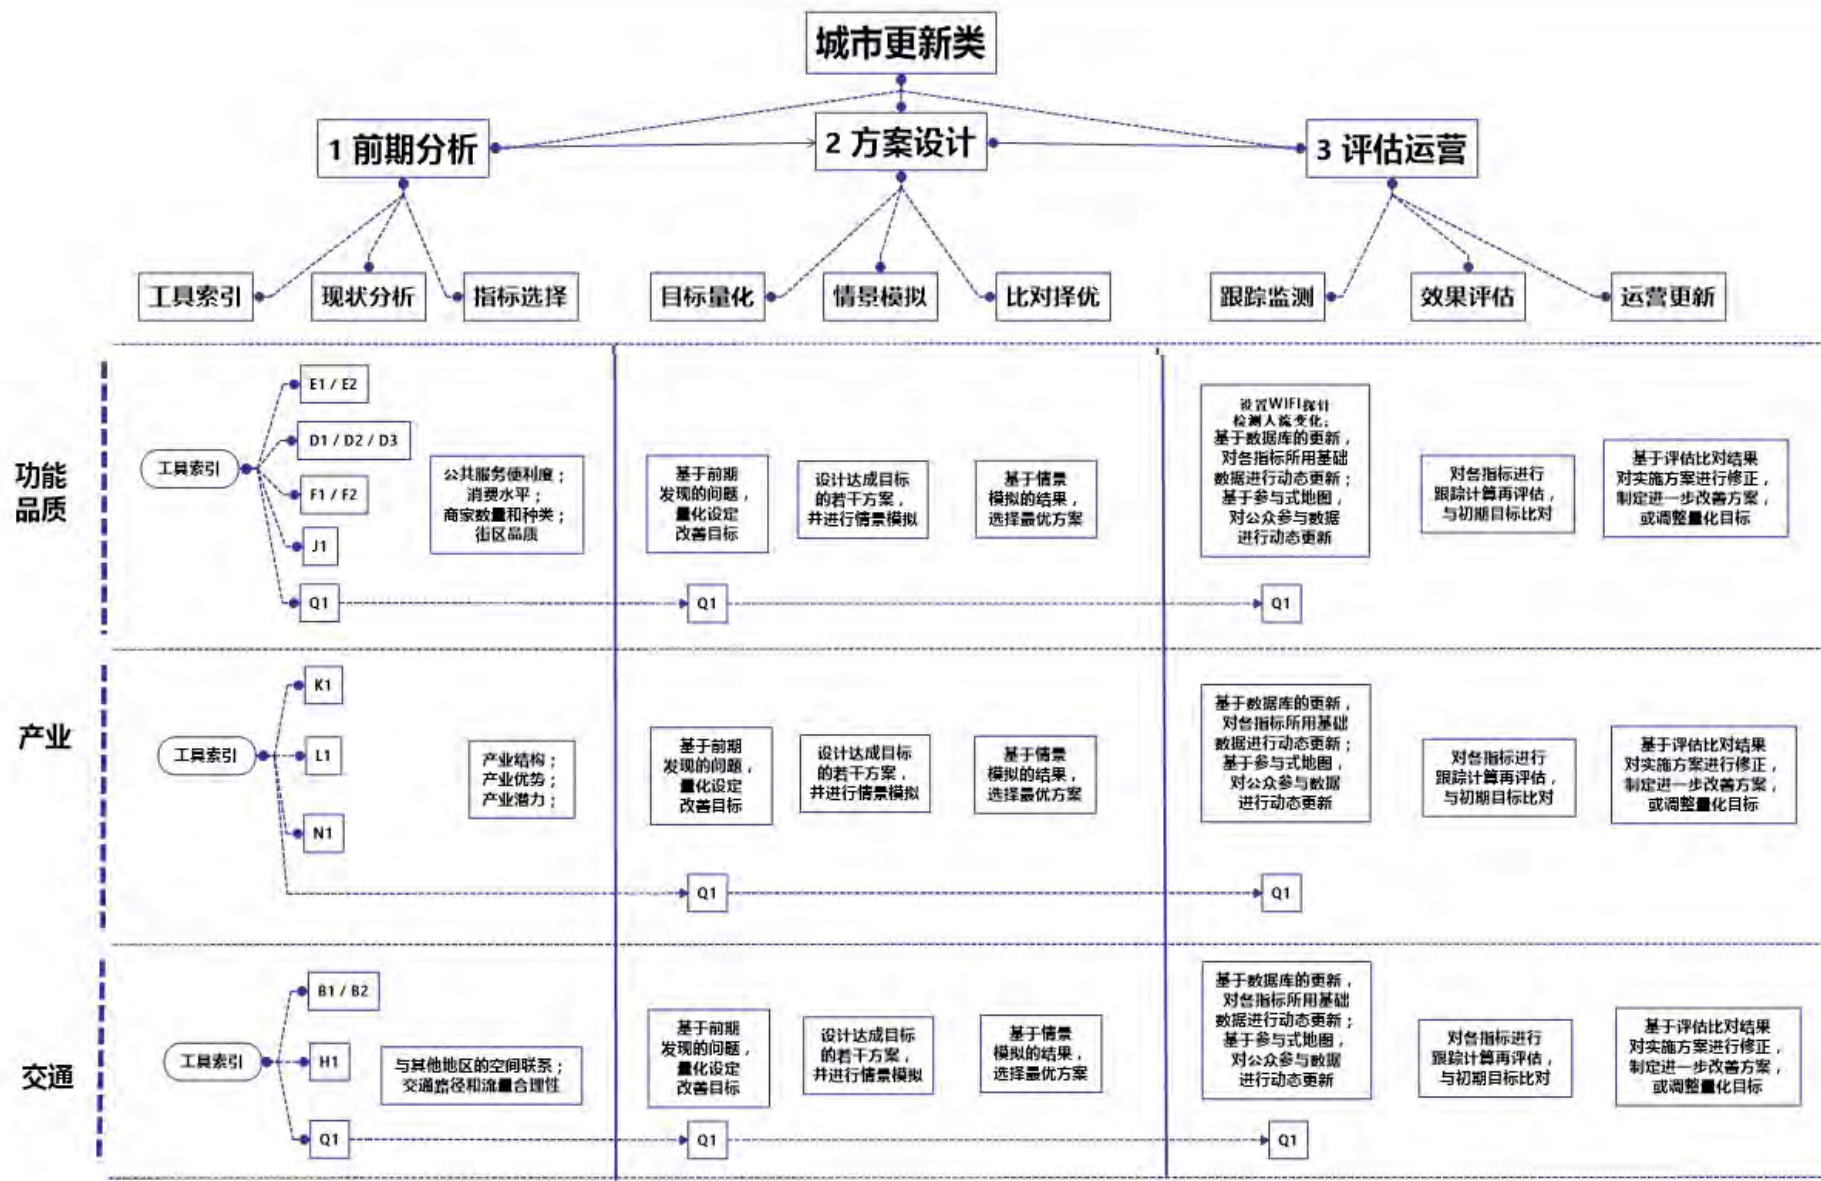 城市更新类
1 前期分析
2 方案设计
3 评估运营
工具索引
现状分析
指标选择
目标量化
情景模拟
比对择优
跟踪监测
效果评估
运营更新
功能
品质
工具索引
E1 / E2
D1 / D2 / D3
F1 / F2
J1
Q1
公共服务便利度；
消费水平；
商家数量和种类；
街区品质
基于前期
发现的问题，
量化设定
改善目标
设计达成目标
的若干方案，
并进行情景模拟
基于情景
模拟的结果，
选择最优方案
Q1
设置WIFI探针
检测人流变化；
基于数据库的更新，
对各指标所用基础
数据进行动态更新；
基于参与式地图，
对公众参与数据
进行动态更新
对各指标进行
跟踪计算再评估，
与初期目标比对
基于评估比对结果
对实施方案进行修正，
制定进一步改善方案，
或调整量化目标
Q1
产业
工具索引
K1
L1
N1
产业结构；
产业优势；
产业潜力；
基于前期
发现的问题，
量化设定
改善目标
设计达成目标
的若干方案，
并进行情景模拟
基于情景
模拟的结果，
选择最优方案
Q1
基于数据库的更新，
对各指标所用基础
数据进行动态更新；
基于参与式地图，
对公众参与数据
进行动态更新
对各指标进行
跟踪计算再评估，
与初期目标比对
基于评估比对结果
对实施方案进行修正，
制定进一步改善方案，
或调整量化目标
Q1
交通
工具索引
B1 / B2
H1
Q1
与其他地区的空间联系；
交通路径和流量合理性
基于前期
发现的问题，
量化设定
改善目标
设计达成目标
的若干方案，
并进行情景模拟
基于情景
模拟的结果，
选择最优方案
Q1
基于数据库的更新，
对各指标所用基础
数据进行动态更新；
基于参与式地图，
对公众参与数据
进行动态更新
对各指标进行
跟踪计算再评估，
与初期目标比对
基于评估比对结果
对实施方案进行修正，
制定进一步改善方案，
或调整量化目标
Q1